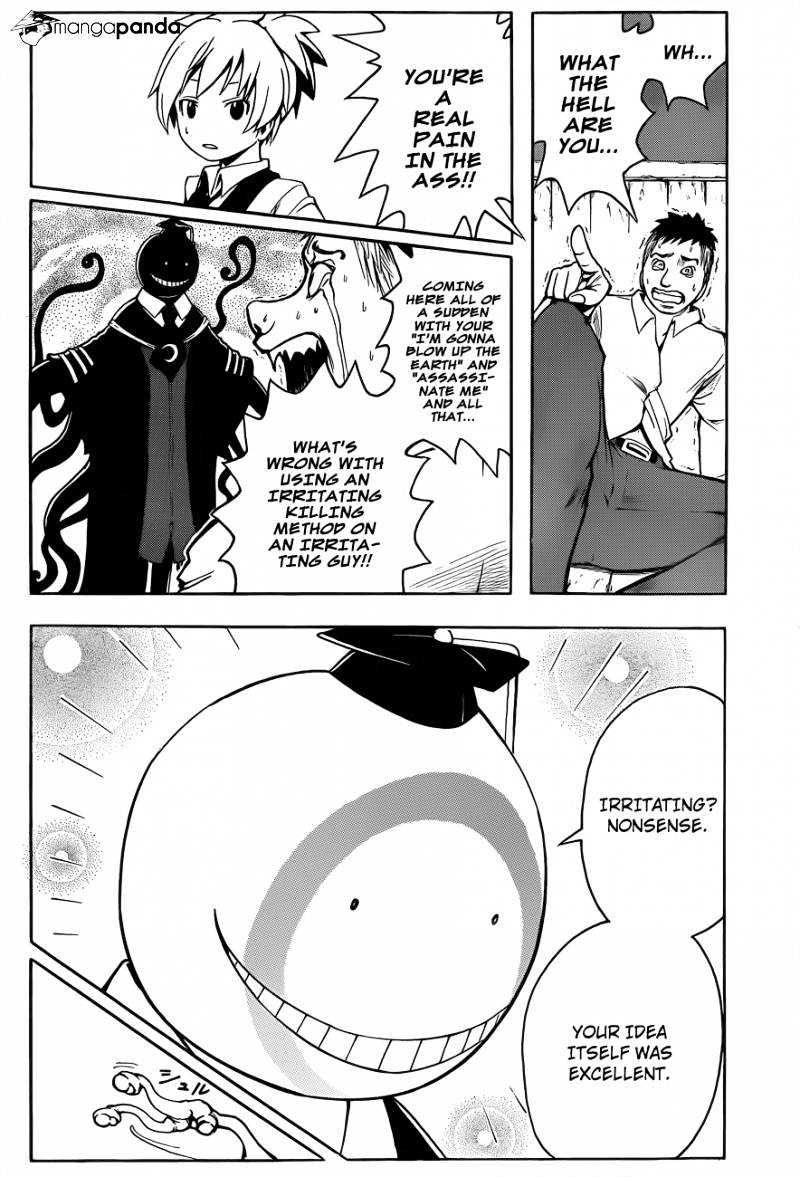 mangapanda
WH...
WHAT
THE
HELL
ARE
YOU...
YOU'RE
A
REAL
PAIN
IN THE
ASS!!
COMING
HERE ALL OF
A SUDDEN
WITH YOUR
"I'M GONNA
BLOW UP THE
EARTH" AND
"ASSASSI-
NATE ME"
AND ALL
THAT...
WHAT'S
WRONG WITH
USING AN
IRRITATING
KILLING
METHOD ON
AN IRRITA-
TING GUY!!
IRRITATING?
NONSENSE.
YOUR IDEA
ITSELF WAS
EXCELLENT.
シュル